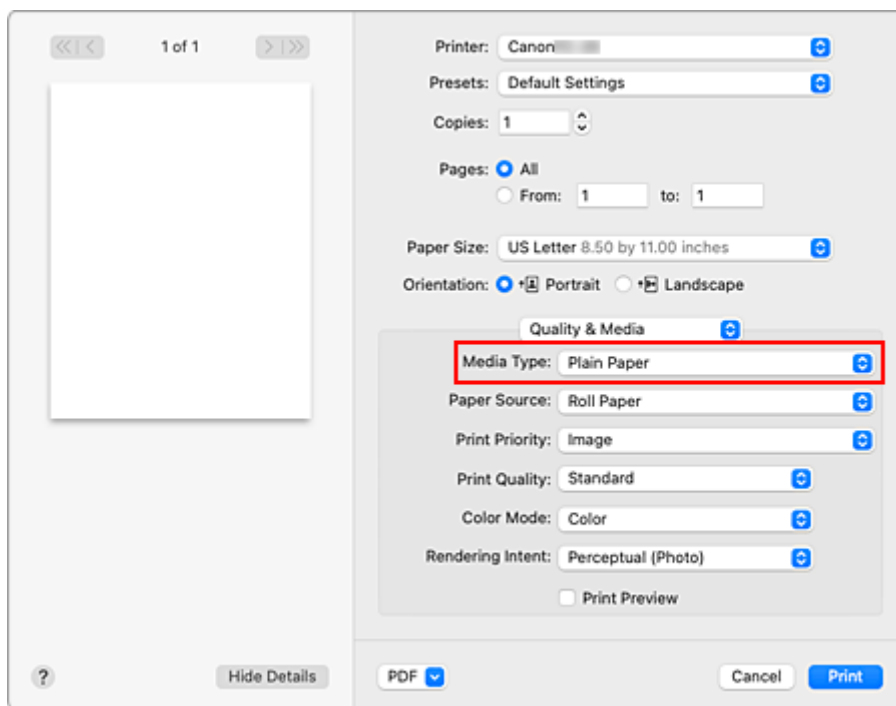 1 of 1
Printer: Canon
Presets: Default Settings
Copies: 1
Pages: All
From: 1 to: 1
Paper Size: US Letter 8.50 by 11.00 inches
Orientation: Portrait Landscape
Quality & Media
Media Type: Plain Paper
Paper Source: Roll Paper
Print Priority: Image
Print Quality: Standard
Color Mode: Color
Rendering Intent: Perceptual (Photo)
Print Preview
? Hide Details PDF Cancel Print